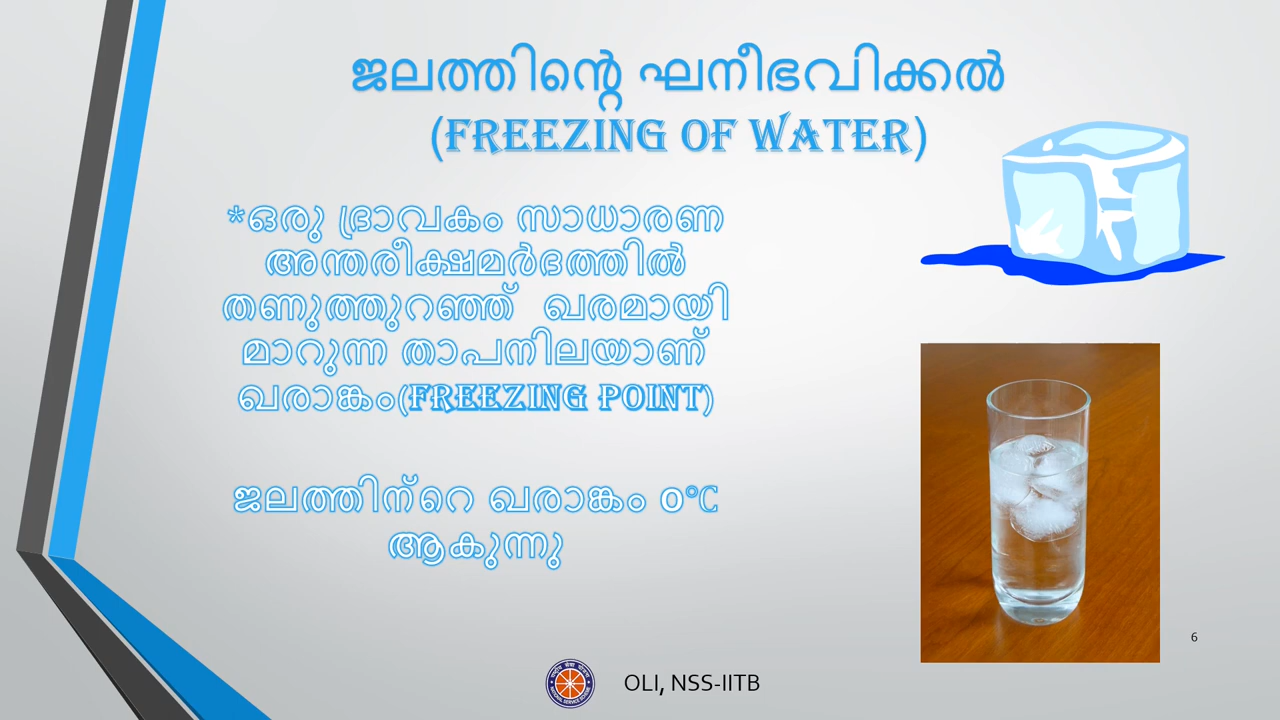 ജലത്തിന്റെ ഘനീഭവിക്കൽ
(FREEZING OF WATER)
*ഒരു ദ്രാവകം സാധാരണ
അന്തരീക്ഷമർദത്തിൽ
തണുത്തുറഞ്ഞ് ഖരമായി
മാറുന്ന താപനിലയാണ്
ഖരാങ്കം(FREEZING POINT)
ജലത്തിന്റെ ഖരാങ്കം 0°C
ആകുന്നു
6
OLI, NSS-IITB